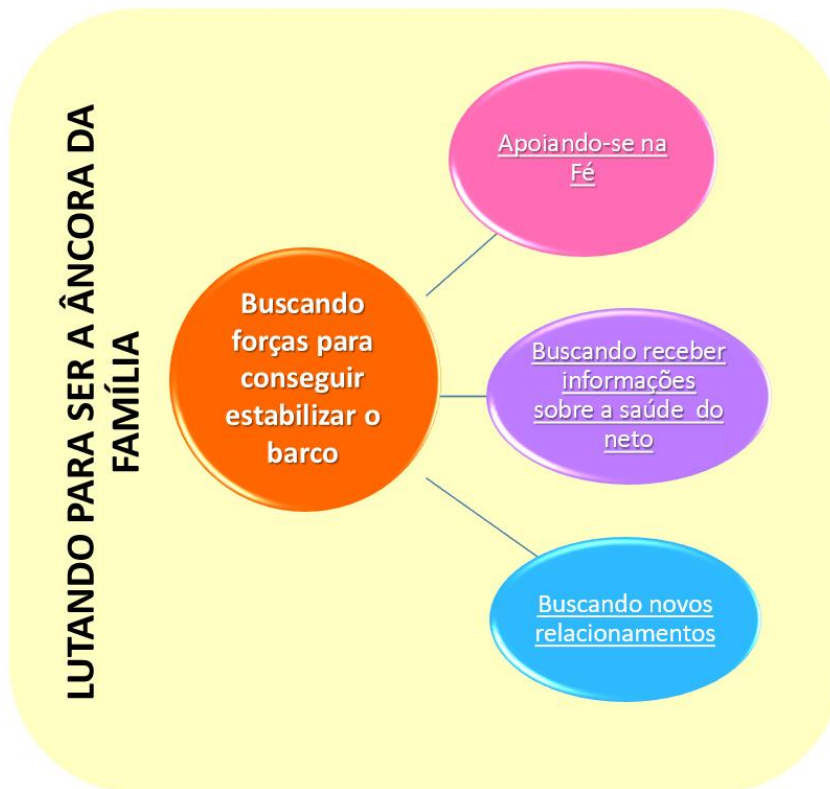 LUTANDO PARA SER A ÂNCORA DA
FAMÍLIA
Buscando
forças para
conseguir
estabilizar o
barco
Apoiando-se na
Fé
Buscando receber
informações
sobre a saúde do
neto
Buscando novos
relacionamentos